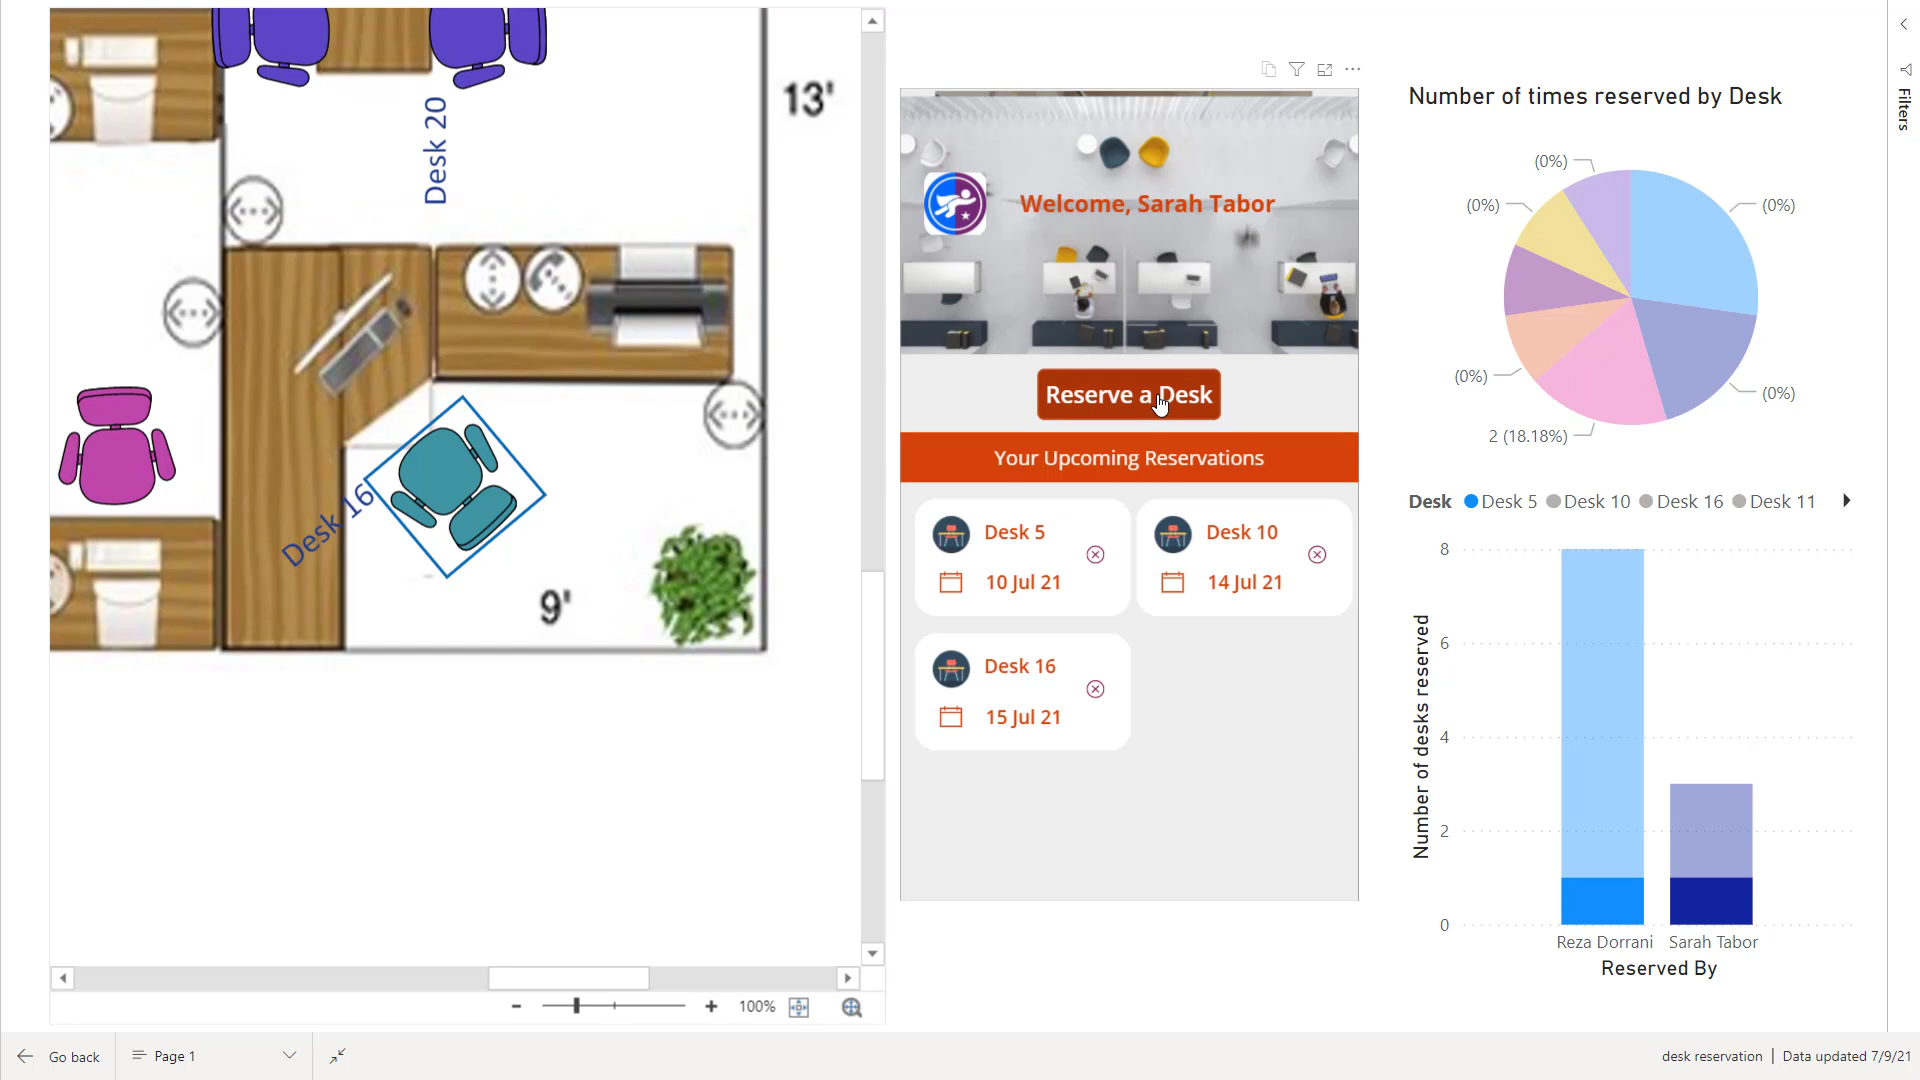 13'
Desk 20
Desk 16
9'
Welcome, Sarah Tabor
Reserve a Desk
Your Upcoming Reservations
Desk 5
10 Jul 21
Desk 10
14 Jul 21
Desk 16
15 Jul 21
Number of times reserved by Desk
(0%)
(0%)
(0%)
(0%)
(0%)
2 (18.18%)
Desk Desk 5 Desk 10 Desk 16 Desk 11
8
6
4
2
0
Number of desks reserved
Reza Dorrani Sarah Tabor
Reserved By
Filters
100%
Go back
Page 1
desk reservation | Data updated 7/9/21